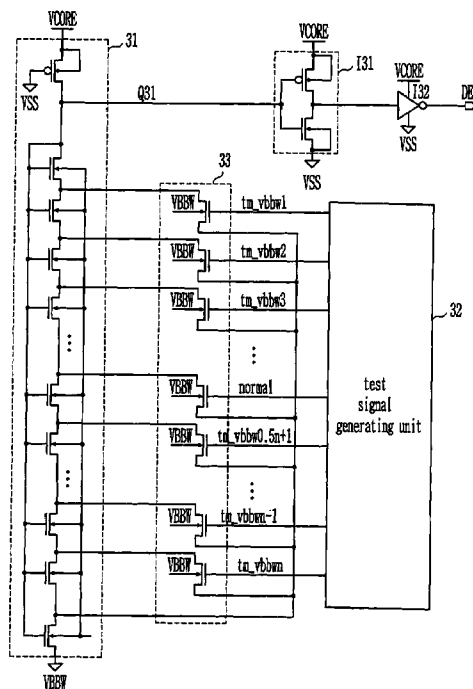 VCORE
31
VCORE
I31
VCORE
I32
DET
VSS
Q31
VSS
VSS
33
VBBW
tm_vbbw1
VBBW
tm_vbbw2
VBBW
tm_vbbw3
32
VBBW
normal
test
signal
generating unit
VBBW
tm_vbbw0.5n+1
VBBW
tm_vbbwn-1
VBBW
tm_vbbwn
VBBW